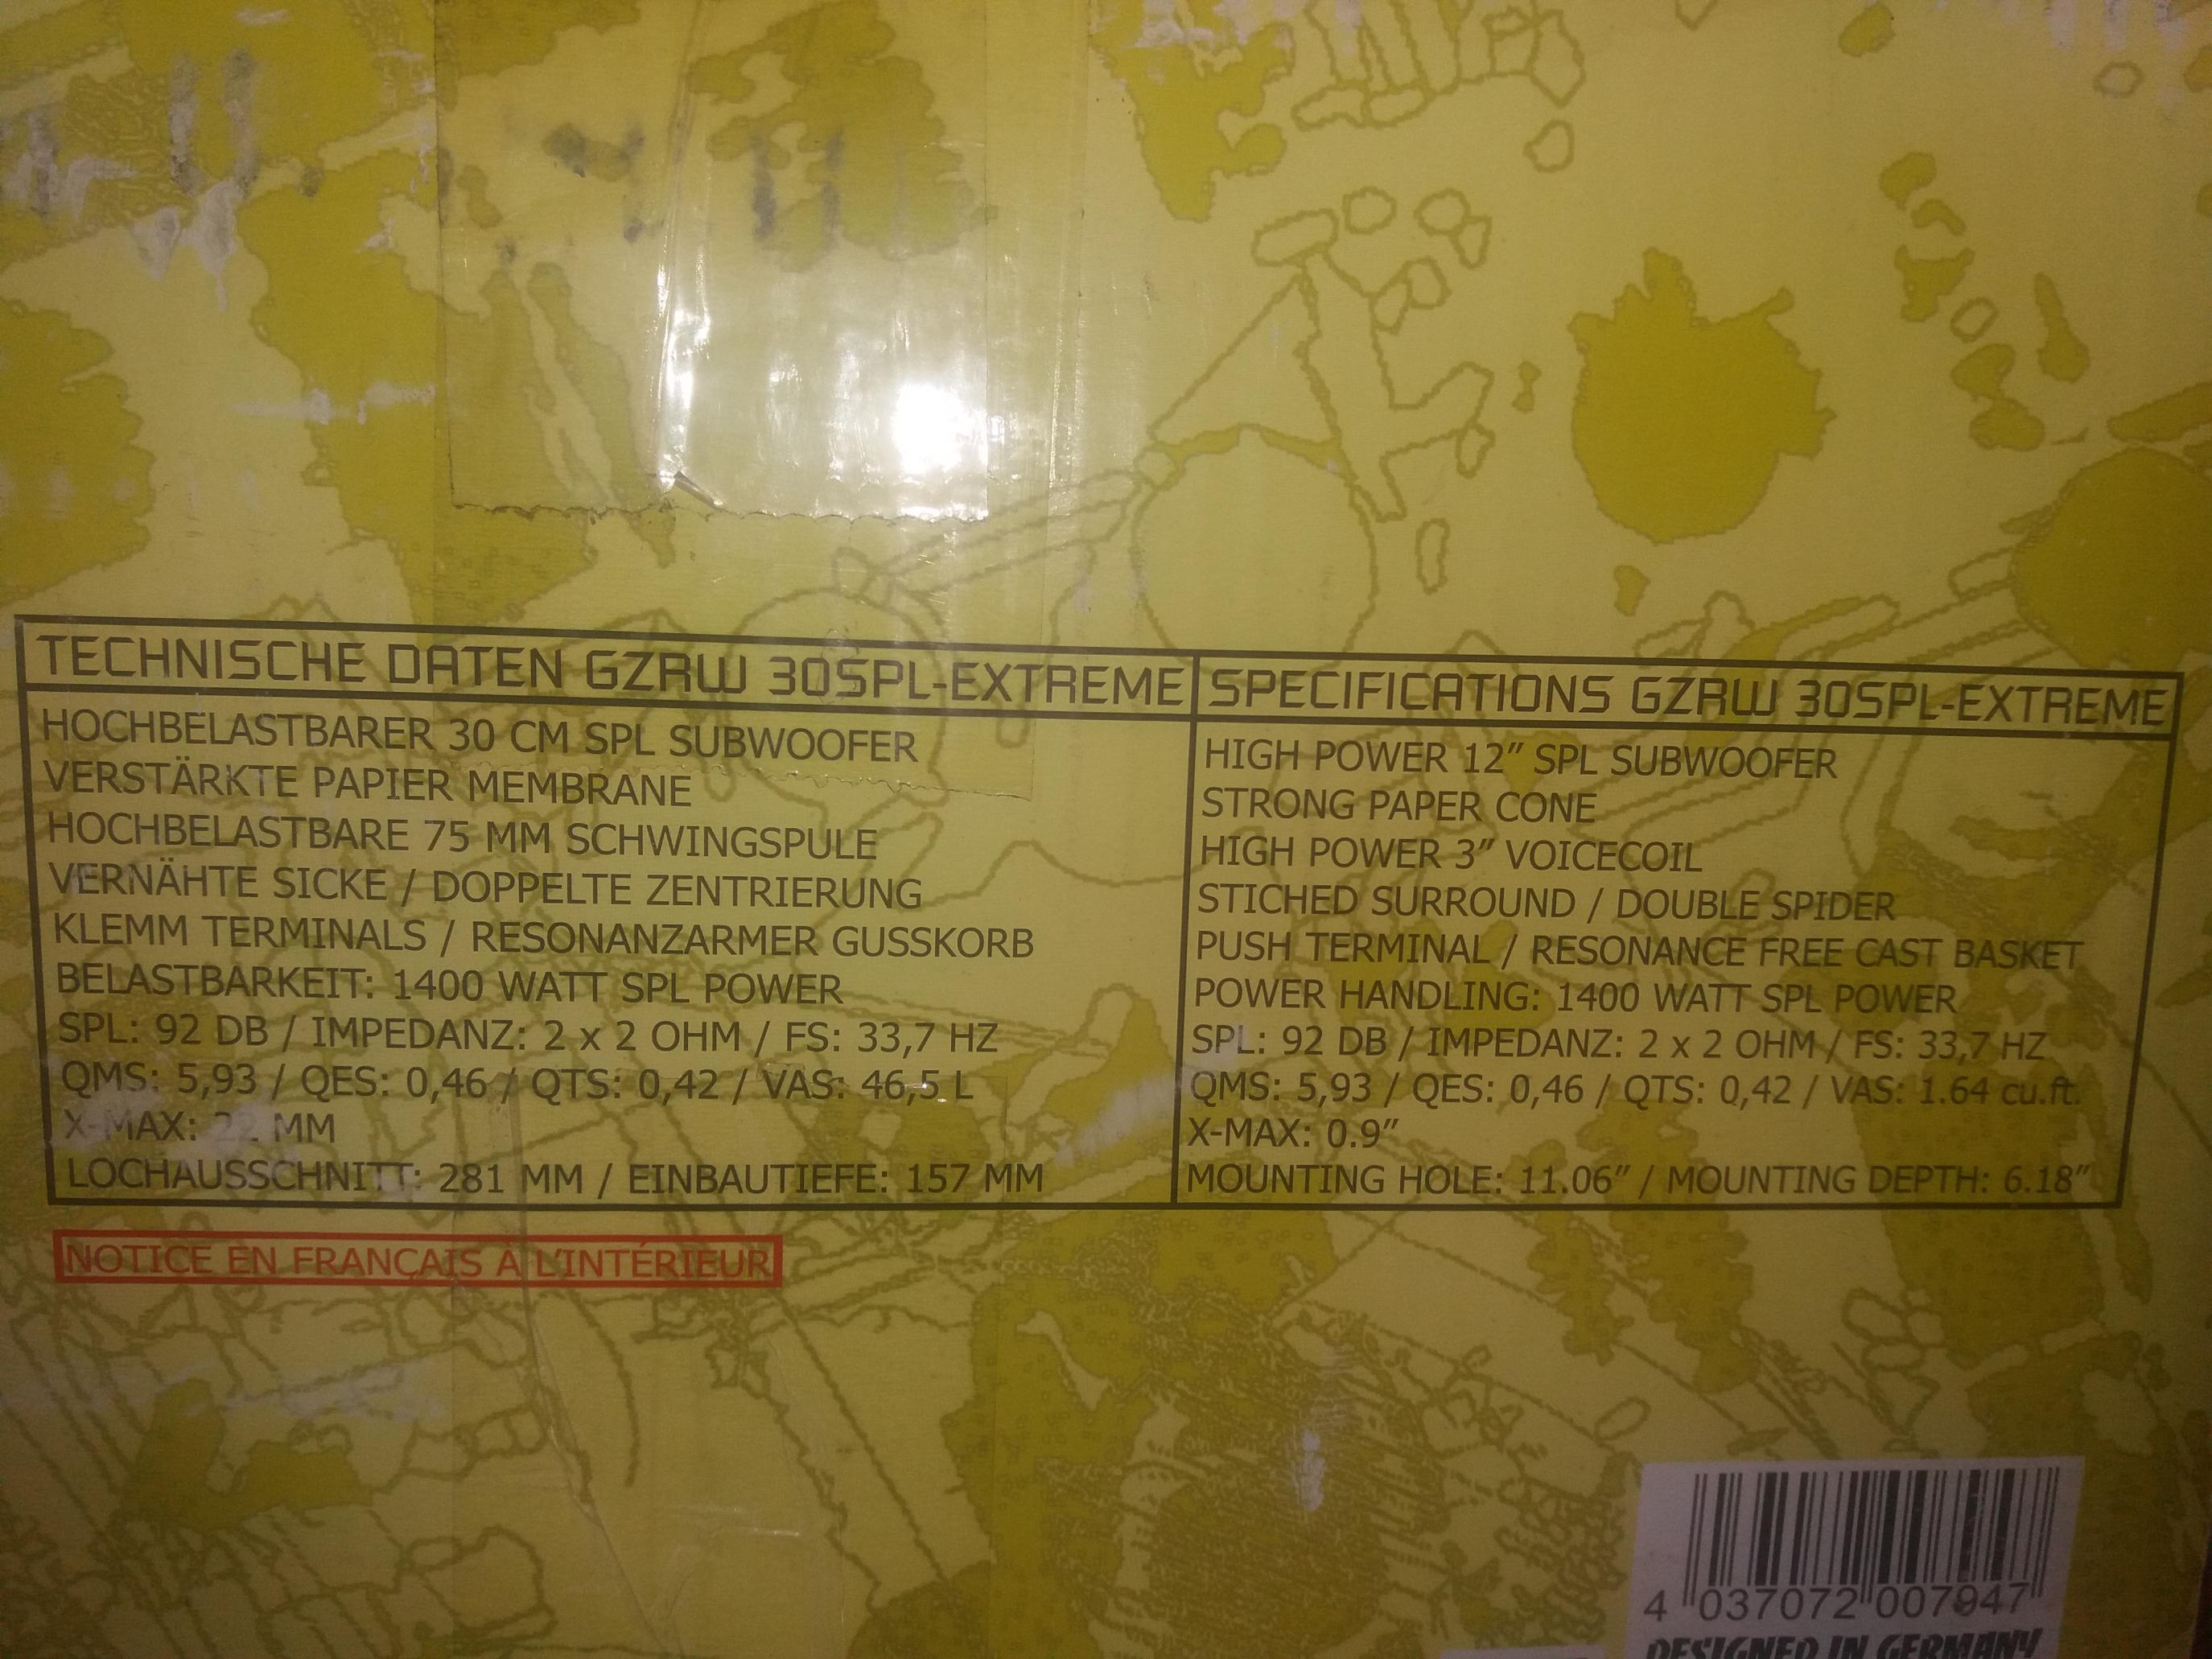 TECHNISCHE DATEN GZRW 30SPL-EXTREME
HOCHBELASTBARER 30 CM SPL SUBWOOFER
VERSTÄRKTE PAPIER MEMBRANE
HOCHBELASTBARE 75 MM SCHWINGSPULE
VERNÄHTE SICKE / DOPPELTE ZENTRIERUNG
KLEMM TERMINALS / RESONANZARMER GUSSKORB
BELASTBARKEIT: 1400 WATT SPL POWER
SPL: 92 DB / IMPEDANZ: 2 x 2 OHM / FS: 33,7 HZ
QMS: 5,93 / QES: 0,46 / QTS: 0,42 / VAS: 46,5 L
X-MAX: 22 MM
LOCHAUSSCHNITT: 281 MM / EINBAUTIEFE: 157 MM
SPECIFICATIONS GZRW 30SPL-EXTREME
HIGH POWER 12" SPL SUBWOOFER
STRONG PAPER CONE
HIGH POWER 3" VOICECOIL
STICHED SURROUND / DOUBLE SPIDER
PUSH TERMINAL / RESONANCE FREE CAST BASKET
POWER HANDLING: 1400 WATT SPL POWER
SPL: 92 DB / IMPEDANZ: 2 x 2 OHM / FS: 33,7 HZ
QMS: 5,93 / QES: 0,46 / QTS: 0,42 / VAS: 1.64 cu.ft.
X-MAX: 0.9"
MOUNTING HOLE: 11.06" / MOUNTING DEPTH: 6.18"
NOTICE EN FRANÇAIS À L'INTÉRIEUR
4 037072 007947
DESIGNED IN GERMANY